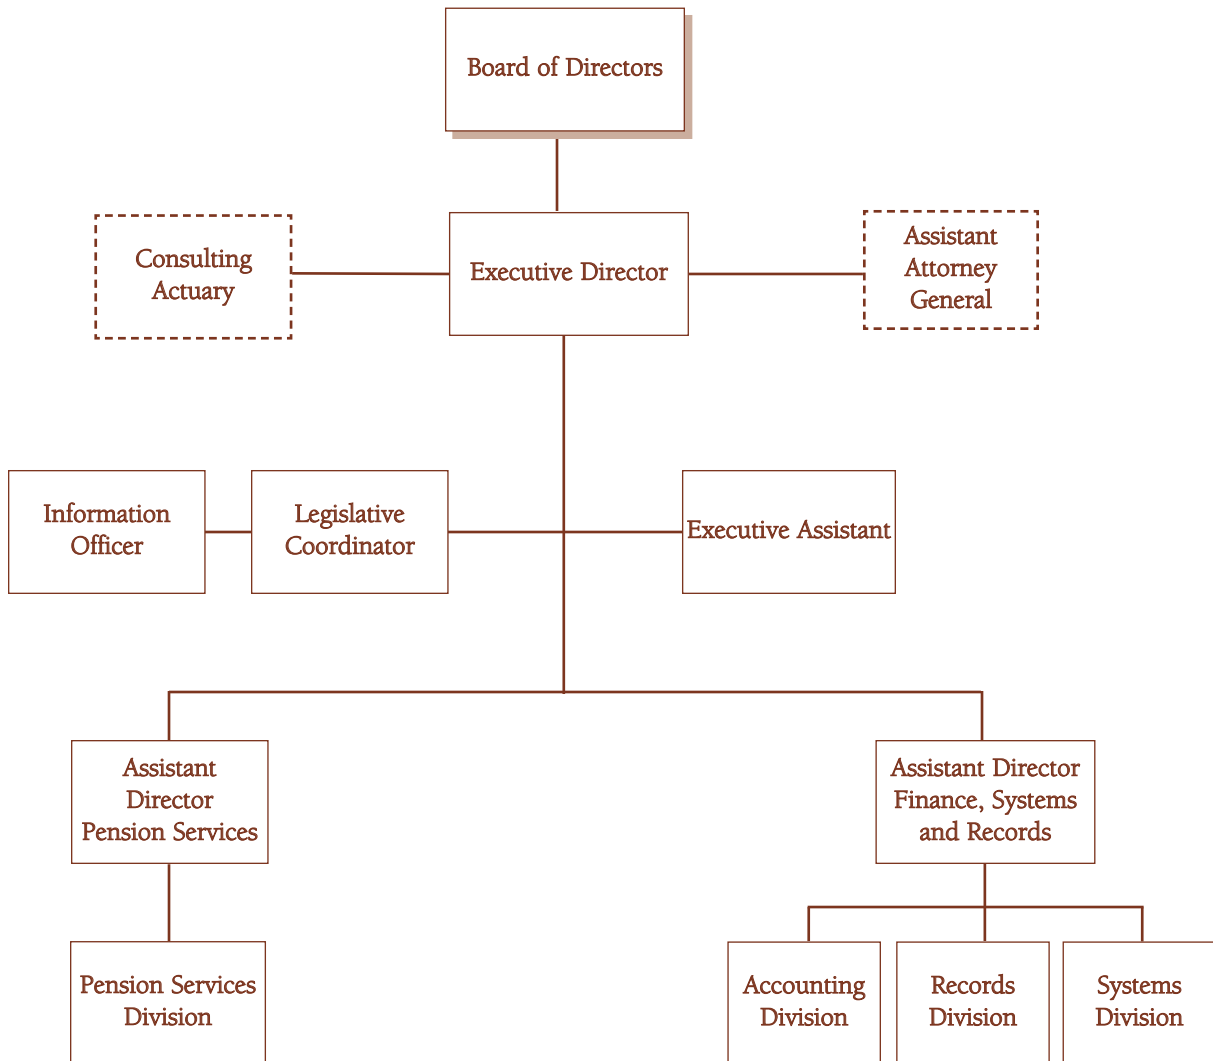 Board of Directors
Consulting
Actuary
Executive Director
Assistant
Attorney
General
Information
Officer
Legislative
Coordinator
Executive Assistant
Assistant
Director
Pension Services
Assistant Director
Finance, Systems
and Records
Pension Services
Division
Accounting
Division
Records
Division
Systems
Division